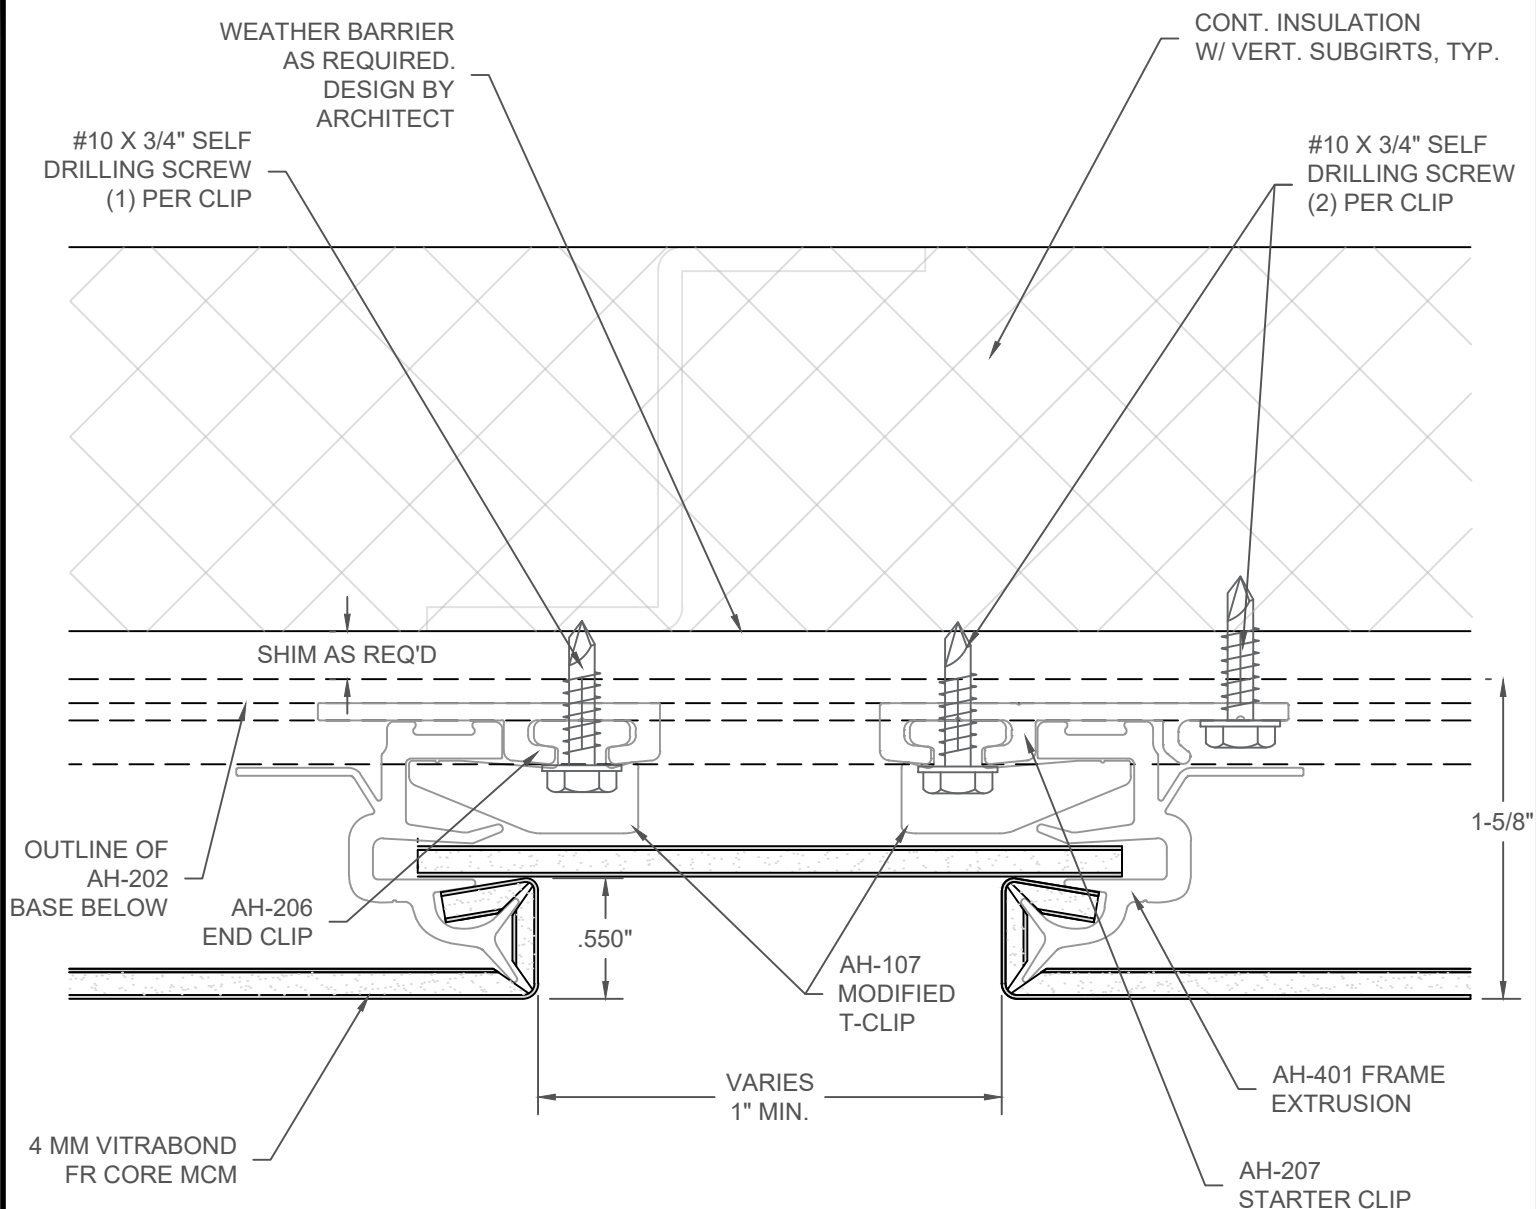 WEATHER BARRIER
AS REQUIRED.
DESIGN BY
ARCHITECT
CONT. INSULATION
W/ VERT. SUBGIRTS, TYP.
#10 X 3/4" SELF
DRILLING SCREW
(1) PER CLIP
#10 X 3/4" SELF
DRILLING SCREW
(2) PER CLIP
SHIM AS REQ'D
1-5/8"
OUTLINE OF
AH-202
BASE BELOW
AH-206
END CLIP
.550"
AH-107
MODIFIED
T-CLIP
VARIES
1" MIN.
AH-401 FRAME
EXTRUSION
4 MM VITRABOND
FR CORE MCM
AH-207
STARTER CLIP